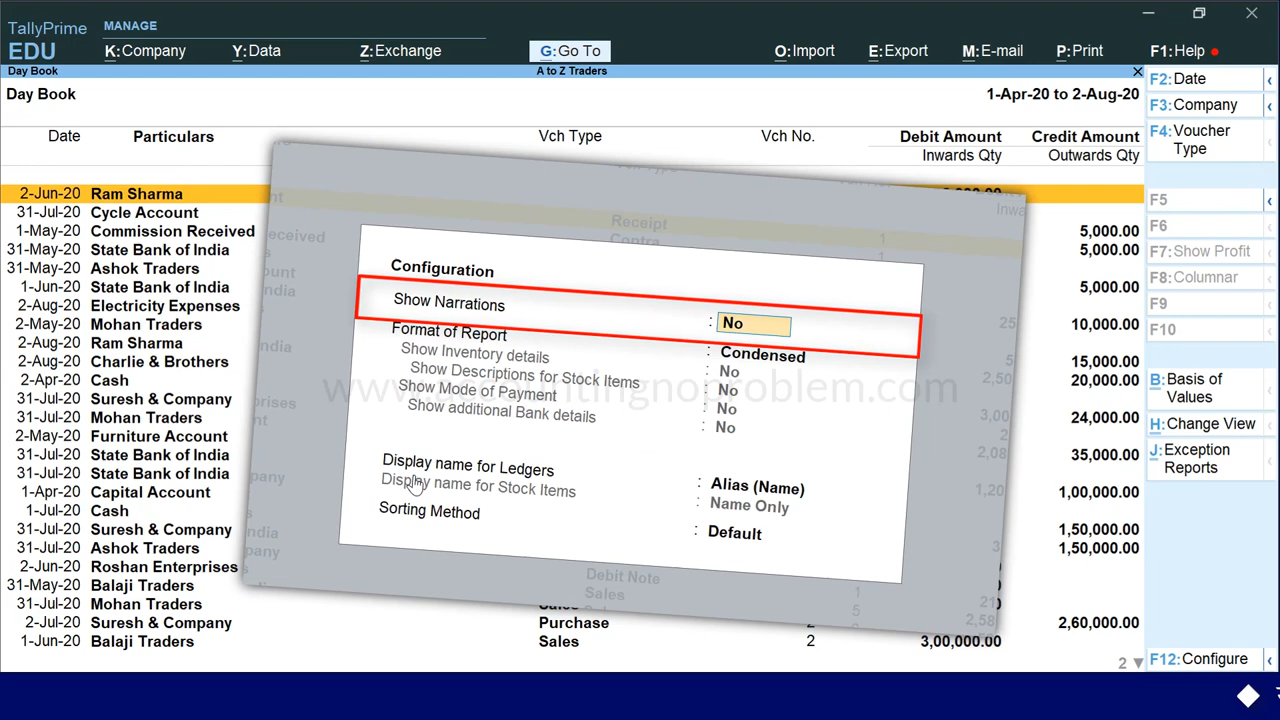 TallyPrime MANAGE
EDU K:Company Y:Data Z:Exchange G:Go To O:Import E:Export M:E-mail P:Print F1:Help
Day Book A to Z Traders
Day Book 1-Apr-20 to 2-Aug-20
Date Particulars Vch Type Vch No. Debit Amount Credit Amount
Inwards Qty Outwards Qty
2-Jun-20 Ram Sharma
31-Jul-20 Cycle Account 5,000.00
1-May-20 Commission Received 5,000.00
31-May-20 State Bank of India
31-May-20 Ashok Traders 5,000.00
1-Jun-20 State Bank of India
2-Aug-20 Electricity Expenses 10,000.00
2-May-20 Mohan Traders
2-Aug-20 Ram Sharma 15,000.00
2-Aug-20 Charlie & Brothers 20,000.00
2-Apr-20 Cash
31-Jul-20 Suresh & Company 24,000.00
31-Jul-20 Mohan Traders
2-May-20 Furniture Account 35,000.00
31-Jul-20 State Bank of India
31-Jul-20 State Bank of India 1,00,000.00
1-Apr-20 Capital Account
1-Jul-20 Cash 1,50,000.00
31-Jul-20 Suresh & Company 1,50,000.00
31-Jul-20 Ashok Traders
2-Jun-20 Roshan Enterprises
31-May-20 Balaji Traders
31-May-20 Mohan Traders
2-Jul-20 Suresh & Company Purchase 2 2,60,000.00
1-Jun-20 Balaji Traders Sales 2 3,00,000.00
2
Receipt 1
Contra
Configuration
Show Narrations : No
Format of Report : Condensed
Show Inventory details : No
Show Descriptions for Stock Items : No
Show Mode of Payment : No
Show additional Bank details : No
Display name for Ledgers : Alias (Name)
Display name for Stock Items : Name Only
Sorting Method : Default
Debit Note 1
Sales 5
www.accountingnoproblem.com
F2:Date
F3:Company
F4:Voucher
Type
F5
F6
F7:Show Profit
F8:Columnar
F9
F10
B:Basis of
Values
H:Change View
J:Exception
Reports
F12:Configure